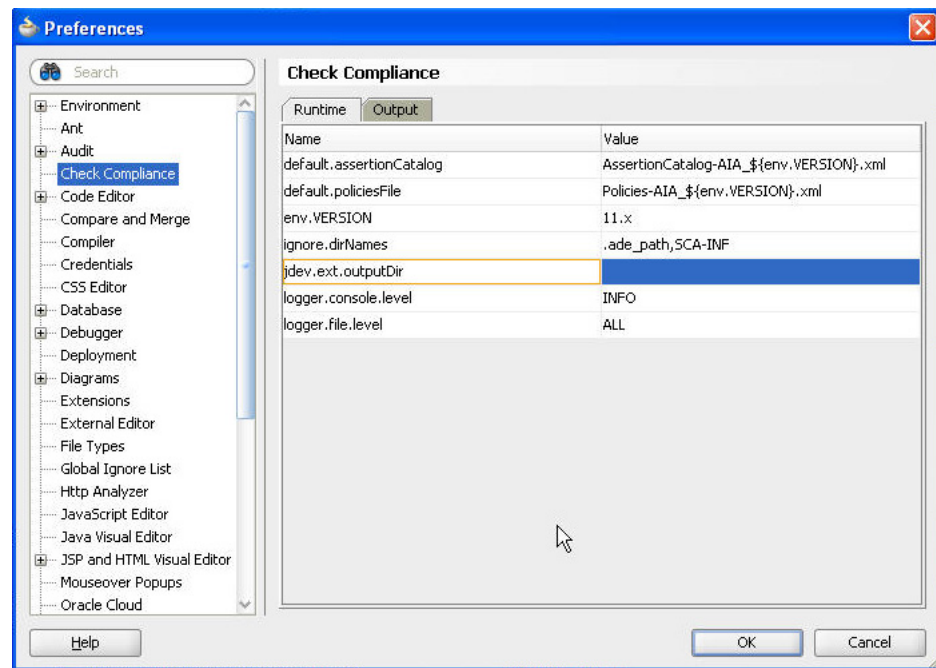 Preferences
Search
Environment
Ant
Audit
Check Compliance
Code Editor
Compare and Merge
Compiler
Credentials
CSS Editor
Database
Debugger
Deployment
Diagrams
Extensions
External Editor
File Types
Global Ignore List
Http Analyzer
JavaScript Editor
Java Visual Editor
JSP and HTML Visual Editor
Mouseover Popups
Oracle Cloud
Check Compliance
Runtime Output
Name Value
default.assertionCatalog AssertionCatalog-AIA_${env.VERSION}.xml
default.policiesFile Policies-AIA_${env.VERSION}.xml
env.VERSION 11.x
ignore.dirNames .ade_path,SCA-INF
jdev.ext.outputDir
logger.console.level INFO
logger.file.level ALL
Help OK Cancel